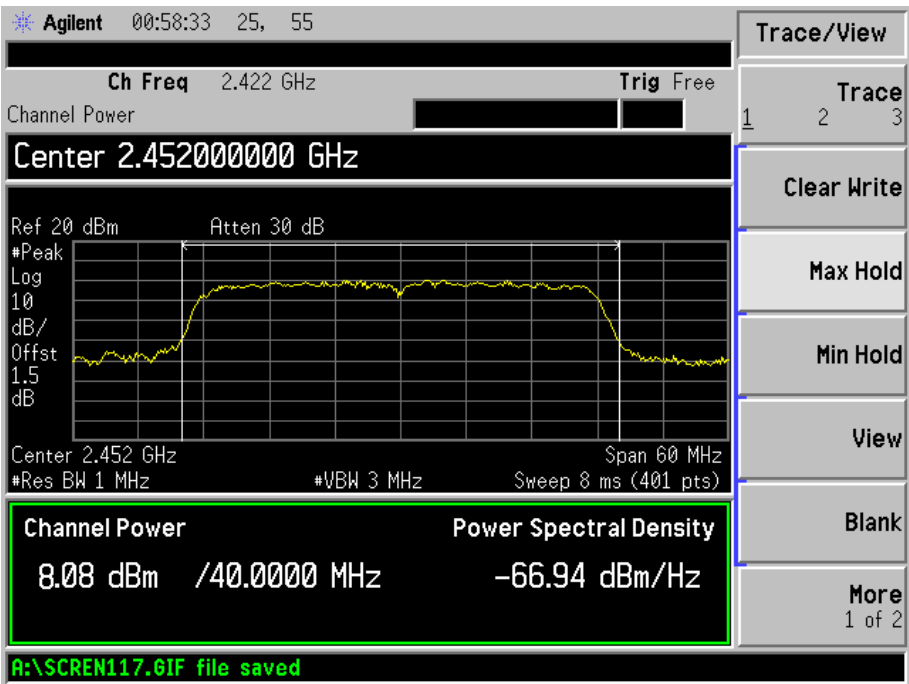 Agilent 00:58:33 25, 55
Trace/View
Ch Freq 2.422 GHz Trig Free
Channel Power
Trace
1 2 3
Center 2.452000000 GHz
Clear Write
Ref 20 dBm Atten 30 dB
#Peak
Log
10
dB/
Offst
1.5
dB
Max Hold
Min Hold
Center 2.452 GHz Span 60 MHz
#Res BW 1 MHz #VBW 3 MHz Sweep 8 ms (401 pts)
View
Channel Power Power Spectral Density
8.08 dBm /40.0000 MHz -66.94 dBm/Hz
Blank
More
1 of 2
A:\SCREN117.GIF file saved